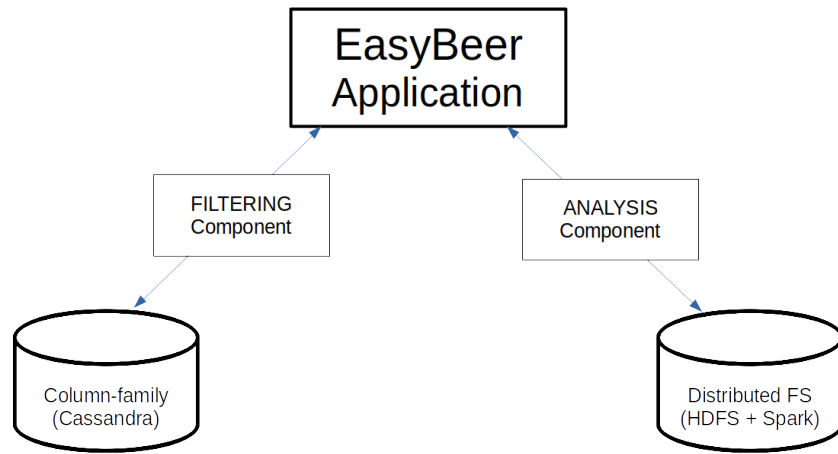 EasyBeer
Application
FILTERING
Component
ANALYSIS
Component
Column-family
(Cassandra)
Distributed FS
(HDFS + Spark)